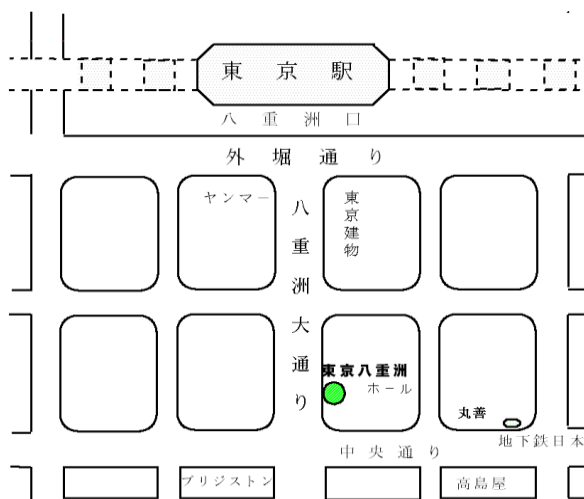 東京駅
八重洲口
外堀通り
ヤンマー
八重洲大通り
東京建物
東京八重洲
ホール
丸善
地下鉄日本
中央通り
ブリジストン
高島屋